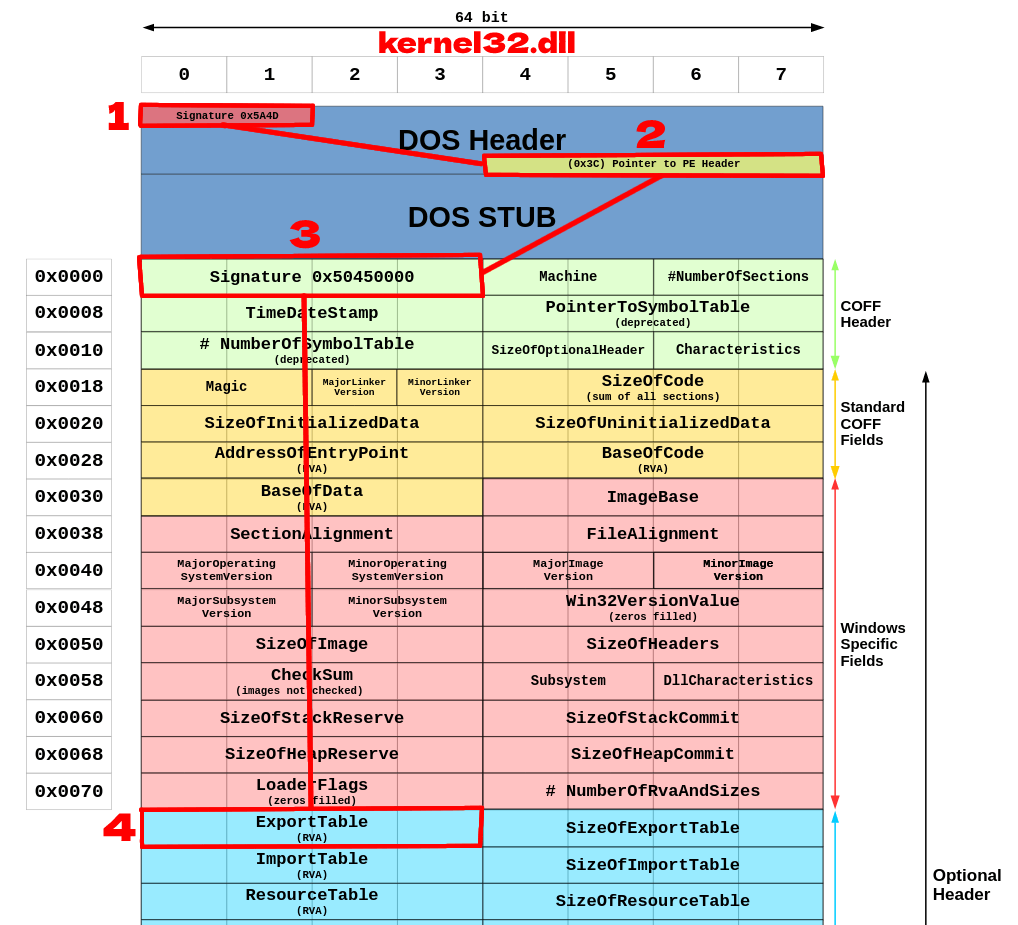 64 bit
kernel32.dll
0 1 2 3 4 5 6 7
1
Signature 0x5A4D
DOS Header
2
(0x3C) Pointer to PE Header
DOS STUB
3
0x0000 Signature 0x50450000 Machine #NumberOfSections
0x0008 TimeDateStamp PointerToSymbolTable
(deprecated)
COFF
Header
0x0010 # NumberOfSymbolTable SizeOfOptionalHeader Characteristics
(deprecated)
0x0018 Magic MajorLinker
Version MinorLinker
Version SizeOfCode
(sum of all sections)
Standard
COFF
Fields
0x0020 SizeOfInitializedData SizeOfUninitializedData
0x0028 AddressOfEntryPoint BaseOfCode
(RVA) (RVA)
0x0030 BaseOfData ImageBase
(RVA)
0x0038 SectionAlignment FileAlignment
0x0040 MajorOperating
SystemVersion MinorOperating
SystemVersion MajorImage
Version MinorImage
Version
0x0048 MajorSubsystem
Version MinorSubsystem
Version Win32VersionValue
(zeros filled)
Windows
Specific
Fields
0x0050 SizeOfImage SizeOfHeaders
0x0058 CheckSum Subsystem DllCharacteristics
(images not checked)
0x0060 SizeOfStackReserve SizeOfStackCommit
0x0068 SizeOfHeapReserve SizeOfHeapCommit
0x0070 LoaderFlags # NumberOfRvaAndSizes
(zeros filled)
4
ExportTable SizeOfExportTable
(RVA)
ImportTable SizeOfImportTable
(RVA)
ResourceTable SizeOfResourceTable
(RVA)
Optional
Header